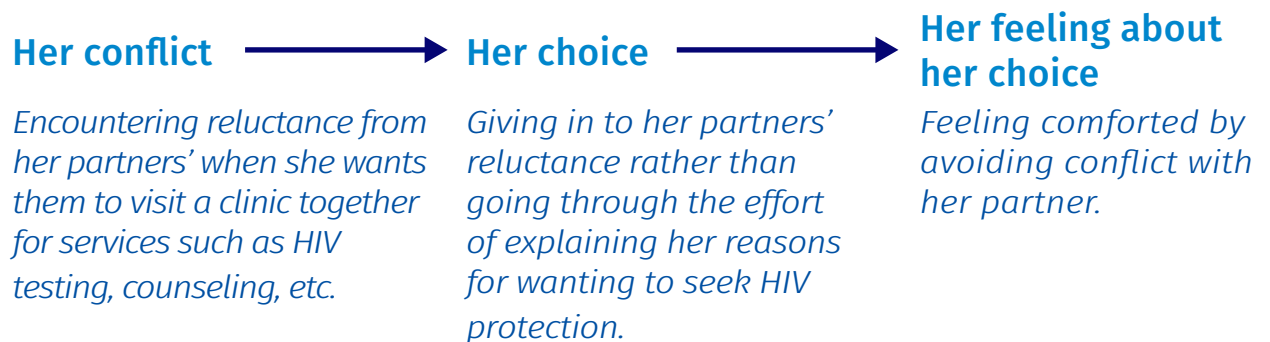 Her conflict
Encountering reluctance from
her partners' when she wants
them to visit a clinic together
for services such as HIV
testing, counseling, etc.
Her choice
Giving in to her partners'
reluctance rather than
going through the effort
of explaining her reasons
for wanting to seek HIV
protection.
Her feeling about
her choice
Feeling comforted by
avoiding conflict with
her partner.